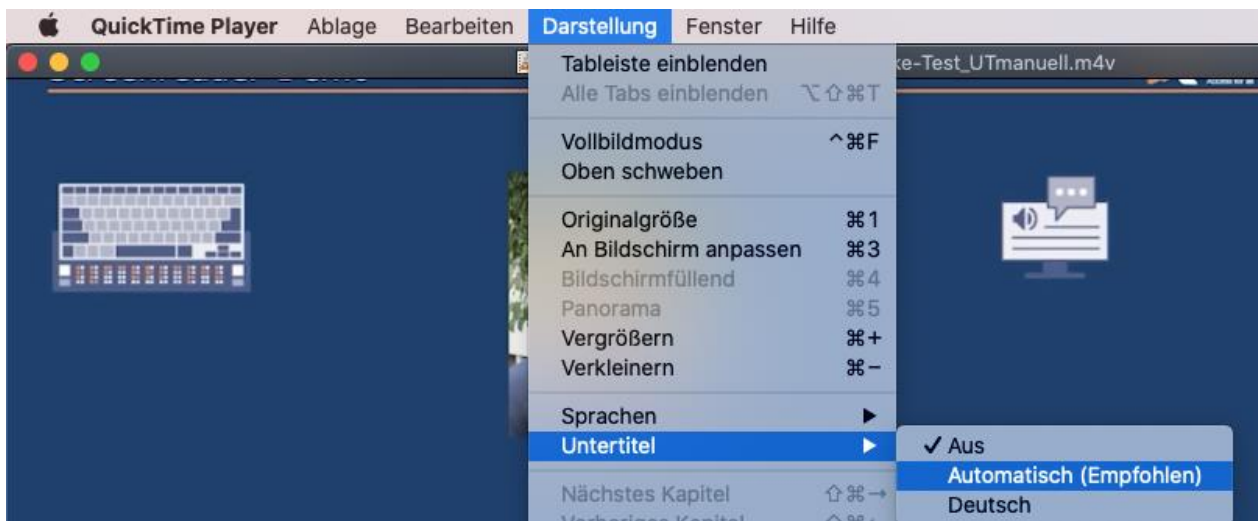 QuickTime Player Ablage Bearbeiten Darstellung Fenster Hilfe
ke-Test_UTmanuell.m4v
Tableiste einblenden
Alle Tabs einblenden ⌥⇧⌘T
Vollbildmodus ^⌘F
Oben schweben
Originalgröße ⌘1
An Bildschirm anpassen ⌘3
Bildschirmfüllend ⌘4
Panorama ⌘5
Vergrößern ⌘+
Verkleinern ⌘−
Sprachen ▶
Untertitel ▶
✓ Aus
Automatisch (Empfohlen)
Deutsch
Nächstes Kapitel ⇧⌘→